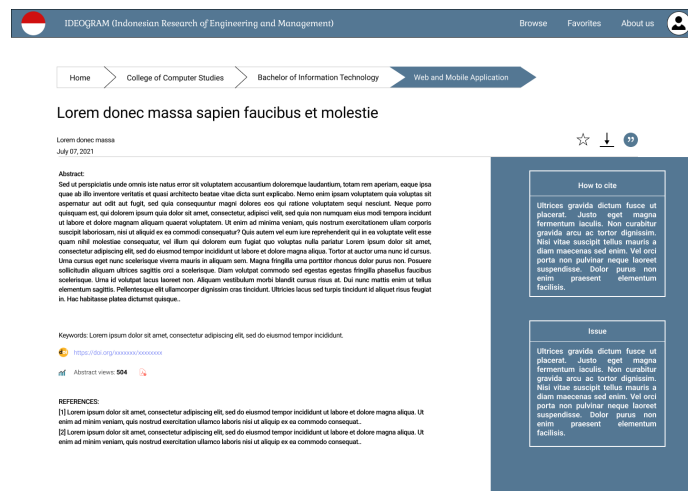 IDEOGRAM (Indonesian Research of Engineering and Management)
Browse Favorites About us
Home College of Computer Studies Bachelor of Information Technology Web and Mobile Application
Lorem donec massa sapien faucibus et molestie
Lorem donec massa
July 07, 2021
Abstract:
Sed ut perspiciatis unde omnis iste natus error sit voluptatem accusantium doloremque laudantium, totam rem aperiam, eaque ipsa
quae ab illo inventore veritatis et quasi architecto beatae vitae dicta sunt explicabo. Nemo enim ipsam voluptatem quia voluptas sit
aspernatur aut odit aut fugit, sed quia consequuntur magni dolores eos qui ratione voluptatem sequi nesciunt. Neque porro
quisquam est, qui dolorem ipsum quia dolor sit amet, consectetur, adipisci velit, sed quia non numquam eius modi tempora incidunt
ut labore et dolore magnam aliquam quaerat voluptatem. Ut enim ad minima veniam, quis nostrum exercitationem ullam corporis
suscipit laboriosam, nisi ut aliquid ex ea commodi consequatur? Quis autem vel eum iure reprehenderit qui in ea voluptate velit esse
quam nihil molestiae consequatur, vel illum qui dolorem eum fugiat quo voluptas nulla pariatur Lorem ipsum dolor sit amet,
consectetur adipiscing elit, sed do eiusmod tempor incididunt ut labore et dolore magna aliqua. Tortor at auctor urna nunc id cursus.
Urna cursus eget nunc scelerisque viverra mauris in aliquam sem. Magna fringilla urna porttitor rhoncus dolor purus non. Posuere
sollicitudin aliquam ultrices sagittis orci a scelerisque. Diam volutpat commodo sed egestas egestas fringilla phasellus faucibus
scelerisque. Urna id volutpat lacus laoreet non. Aliquam vestibulum morbi blandit cursus risus at. Dui nunc mattis enim ut tellus
elementum sagittis. Pellentesque elit ullamcorper dignissim cras tincidunt. Ultricies lacus sed turpis tincidunt id aliquet risus feugiat
in. Hac habitasse platea dictumst quisque..
Keywords: Lorem ipsum dolor sit amet, consectetur adipiscing elit, sed do eiusmod tempor incididunt.
https://doi.org/xxxxxxx/xxxxxxxx
Abstract views: 504
REFERENCES:
[1] Lorem ipsum dolor sit amet, consectetur adipiscing elit, sed do eiusmod tempor incididunt ut labore et dolore magna aliqua. Ut
enim ad minim veniam, quis nostrud exercitation ullamco laboris nisi ut aliquip ex ea commodo consequat..
[2] Lorem ipsum dolor sit amet, consectetur adipiscing elit, sed do eiusmod tempor incididunt ut labore et dolore magna aliqua. Ut
enim ad minim veniam, quis nostrud exercitation ullamco laboris nisi ut aliquip ex ea commodo consequat..
How to cite
Ultrices gravida dictum fusce ut
placerat. Justo eget magna
fermentum iaculis. Non curabitur
gravida arcu ac tortor dignissim.
Nisi vitae suscipit tellus mauris a
diam maecenas sed enim. Vel orci
porta non pulvinar neque laoreet
suspendisse. Dolor purus non
enim praesent elementum
facilisis.
Issue
Ultrices gravida dictum fusce ut
placerat. Justo eget magna
fermentum iaculis. Non curabitur
gravida arcu ac tortor dignissim.
Nisi vitae suscipit tellus mauris a
diam maecenas sed enim. Vel orci
porta non pulvinar neque laoreet
suspendisse. Dolor purus non
enim praesent elementum
facilisis.